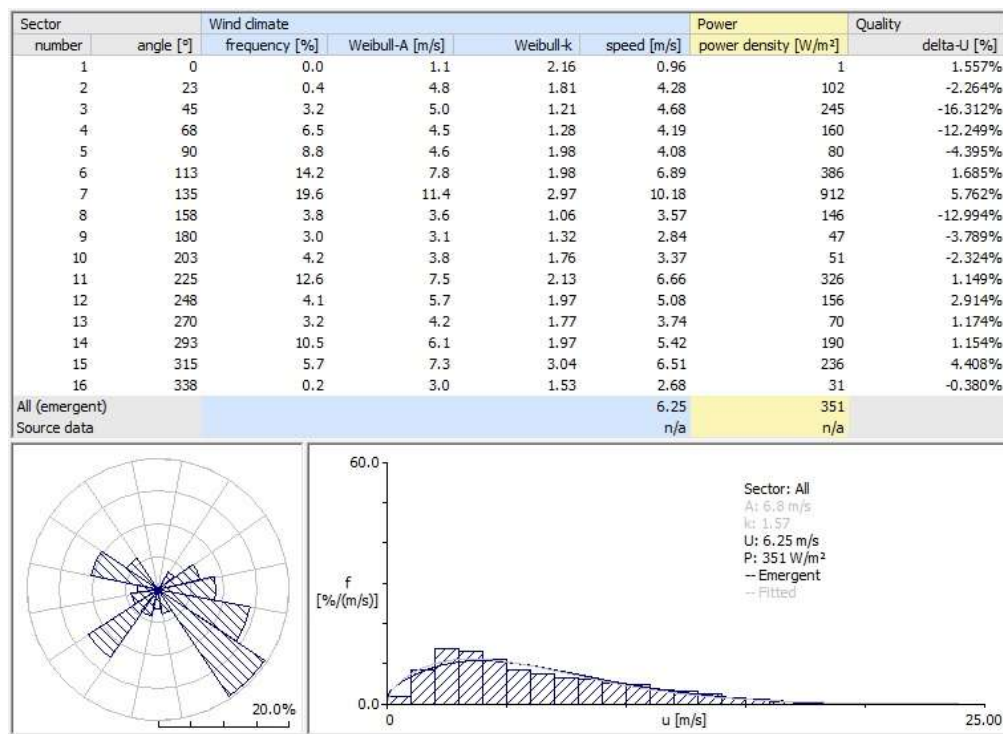 Sector Wind climate Power Quality
number angle [°] frequency [%] Weibull-A [m/s] Weibull-k speed [m/s] power density [W/m²] delta-U [%]
1 0 0.0 1.1 2.16 0.96 1 1.557%
2 23 0.4 4.8 1.81 4.28 102 -2.264%
3 45 3.2 5.0 1.21 4.68 245 -16.312%
4 68 6.5 4.5 1.28 4.19 160 -12.249%
5 90 8.8 4.6 1.98 4.08 80 -4.395%
6 113 14.2 7.8 1.98 6.89 386 1.685%
7 135 19.6 11.4 2.97 10.18 912 5.762%
8 158 3.8 3.6 1.06 3.57 146 -12.994%
9 180 3.0 3.1 1.32 2.84 47 -3.789%
10 203 4.2 3.8 1.76 3.37 51 -2.324%
11 225 12.6 7.5 2.13 6.66 326 1.149%
12 248 4.1 5.7 1.97 5.08 156 2.914%
13 270 3.2 4.2 1.77 3.74 70 1.174%
14 293 10.5 6.1 1.97 5.42 190 1.154%
15 315 5.7 7.3 3.04 6.51 236 4.408%
16 338 0.2 3.0 1.53 2.68 31 -0.380%
All (emergent) 6.25 351
Source data n/a n/a
20.0%
60.0
f
[%/(m/s)]
0.0
0 u [m/s] 25.00
Sector: All
A: 6.8 m/s
k: 1.57
U: 6.25 m/s
P: 351 W/m²
-- Emergent
-- Fitted